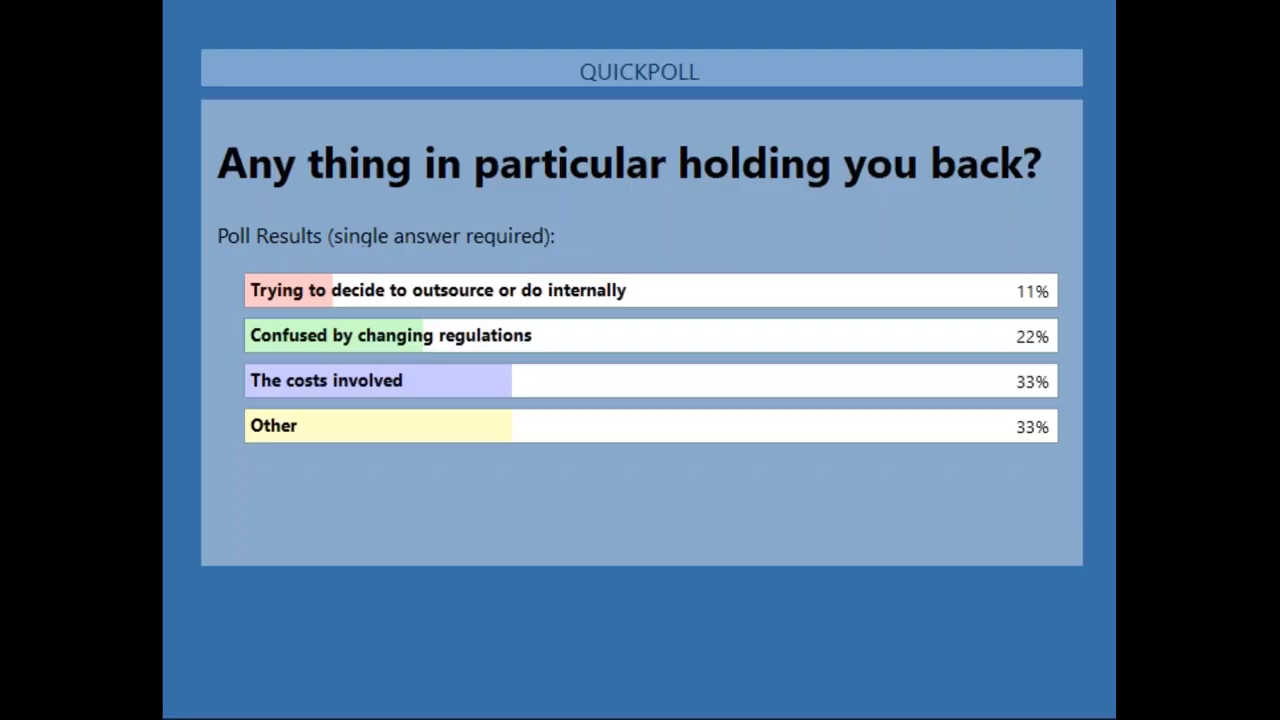 QUICKPOLL
Any thing in particular holding you back?
Poll Results (single answer required):
Trying to decide to outsource or do internally 11%
Confused by changing regulations 22%
The costs involved 33%
Other 33%